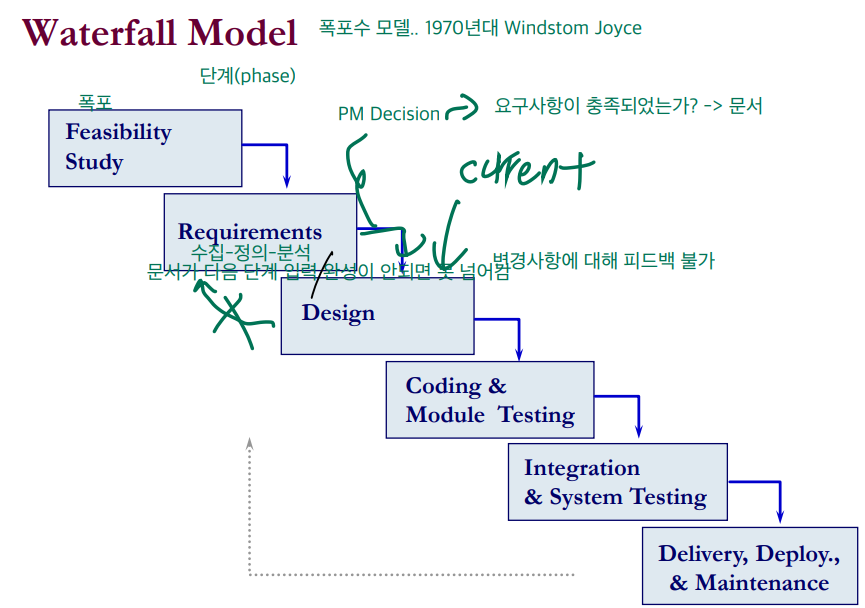 Waterfall Model
폭포수 모델.. 1970년대 Windstom Joyce
단계(phase)
폭포
PM Decision
요구사항이 충족되었는가? -> 문서
Feasibility
Study
current
Requirements
수집-정의-분석
문서가 다음 단계 입력 완성이 안되면 못 넘어감
변경사항에 대해 피드백 불가
Design
Coding &
Module Testing
Integration
& System Testing
Delivery, Deploy.,
& Maintenance